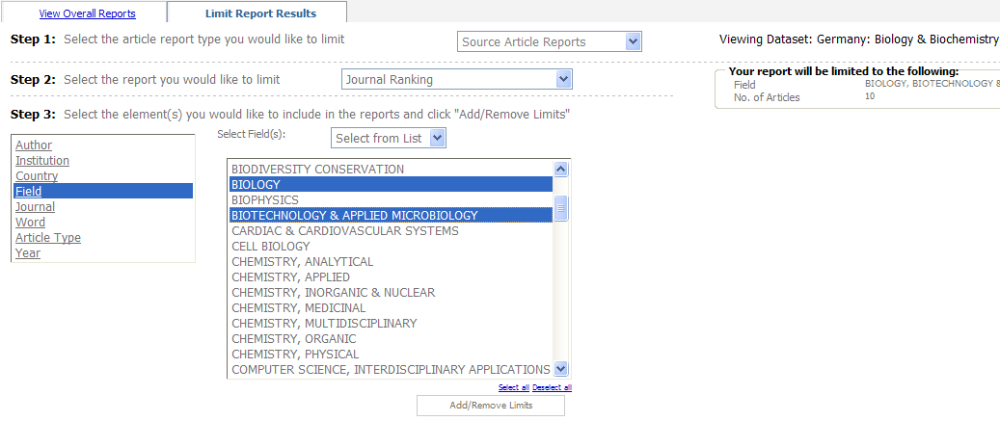 View Overall Reports Limit Report Results
Step 1: Select the article report type you would like to limit Source Article Reports Viewing Dataset: Germany: Biology & Biochemistry
Step 2: Select the report you would like to limit Journal Ranking
Your report will be limited to the following:
Field BIOLOGY, BIOTECHNOLOGY &
No. of Articles 10
Step 3: Select the element(s) you would like to include in the reports and click "Add/Remove Limits"
Select Field(s): Select from List
Author
Institution
Country
Field
Journal
Word
Article Type
Year
BIODIVERSITY CONSERVATION
BIOLOGY
BIOPHYSICS
BIOTECHNOLOGY & APPLIED MICROBIOLOGY
CARDIAC & CARDIOVASCULAR SYSTEMS
CELL BIOLOGY
CHEMISTRY, ANALYTICAL
CHEMISTRY, APPLIED
CHEMISTRY, INORGANIC & NUCLEAR
CHEMISTRY, MEDICINAL
CHEMISTRY, MULTIDISCIPLINARY
CHEMISTRY, ORGANIC
CHEMISTRY, PHYSICAL
COMPUTER SCIENCE, INTERDISCIPLINARY APPLICATIONS
Select all Deselect all
Add/Remove Limits